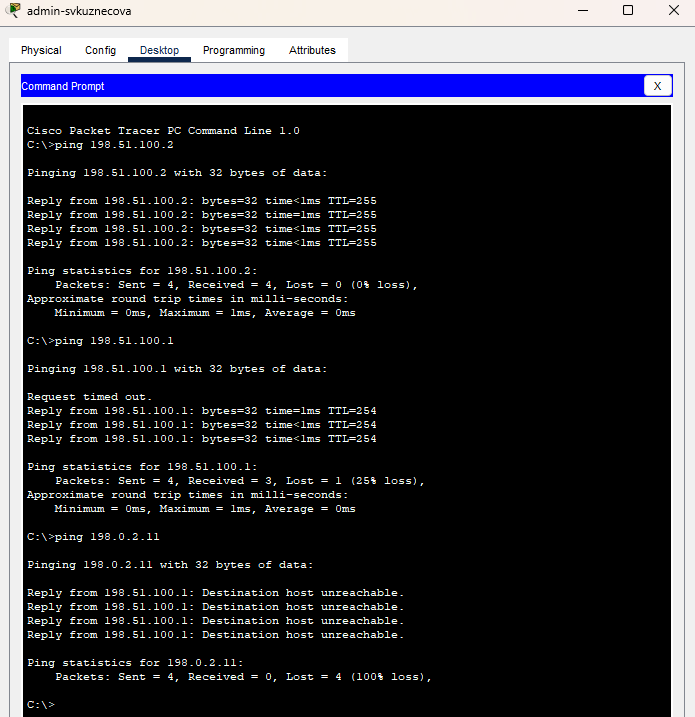 admin-svkuznecova
Physical Config Desktop Programming Attributes
Command Prompt
X
Cisco Packet Tracer PC Command Line 1.0
C:\>ping 198.51.100.2
Pinging 198.51.100.2 with 32 bytes of data:
Reply from 198.51.100.2: bytes=32 time<1ms TTL=255
Reply from 198.51.100.2: bytes=32 time<1ms TTL=255
Reply from 198.51.100.2: bytes=32 time<1ms TTL=255
Reply from 198.51.100.2: bytes=32 time<1ms TTL=255
Ping statistics for 198.51.100.2:
    Packets: Sent = 4, Received = 4, Lost = 0 (0% loss),
Approximate round trip times in milli-seconds:
    Minimum = 0ms, Maximum = 1ms, Average = 0ms
C:\>ping 198.51.100.1
Pinging 198.51.100.1 with 32 bytes of data:
Request timed out.
Reply from 198.51.100.1: bytes=32 time=1ms TTL=254
Reply from 198.51.100.1: bytes=32 time<1ms TTL=254
Reply from 198.51.100.1: bytes=32 time<1ms TTL=254
Ping statistics for 198.51.100.1:
    Packets: Sent = 4, Received = 3, Lost = 1 (25% loss),
Approximate round trip times in milli-seconds:
    Minimum = 0ms, Maximum = 1ms, Average = 0ms
C:\>ping 198.0.2.11
Pinging 198.0.2.11 with 32 bytes of data:
Reply from 198.51.100.1: Destination host unreachable.
Reply from 198.51.100.1: Destination host unreachable.
Reply from 198.51.100.1: Destination host unreachable.
Reply from 198.51.100.1: Destination host unreachable.
Ping statistics for 198.0.2.11:
    Packets: Sent = 4, Received = 0, Lost = 4 (100% loss),
C:\>